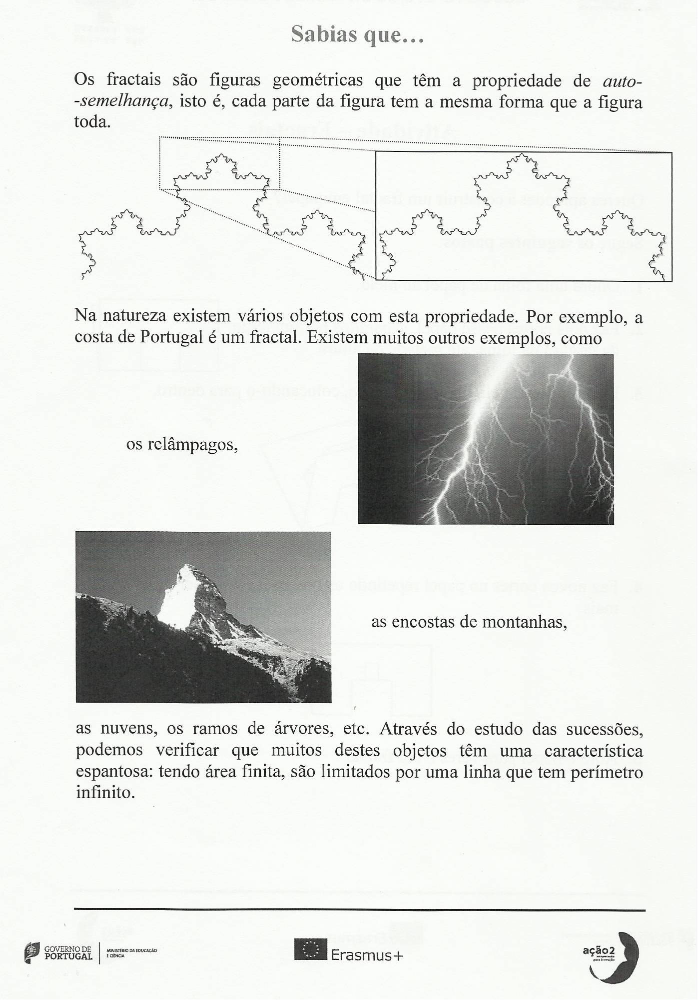 Sabias que...
Os fractais são figuras geométricas que têm a propriedade de auto-
-semelhança, isto é, cada parte da figura tem a mesma forma que a figura
toda.
Na natureza existem vários objetos com esta propriedade. Por exemplo, a
costa de Portugal é um fractal. Existem muitos outros exemplos, como
os relâmpagos,
as encostas de montanhas,
as nuvens, os ramos de árvores, etc. Através do estudo das sucessões,
podemos verificar que muitos destes objetos têm uma característica
espantosa: tendo área finita, são limitados por uma linha que tem perímetro
infinito.
GOVERNO DE
PORTUGAL
MINISTÉRIO DA EDUCAÇÃO
E CIÊNCIA
Erasmus+
ação2